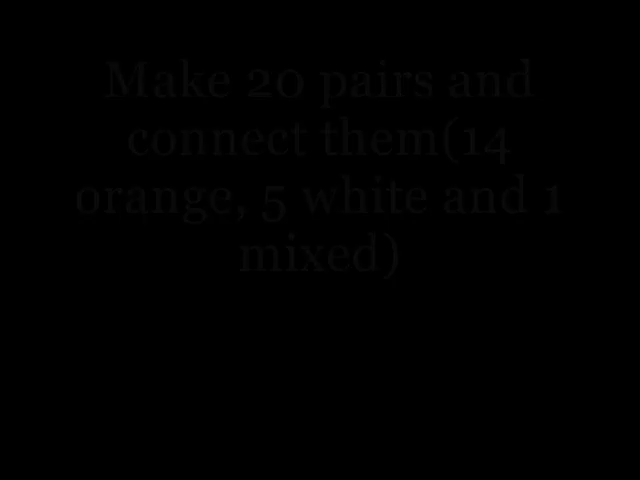 Make 20 pairs and
connect them(14
orange, 5 white and 1
mixed)